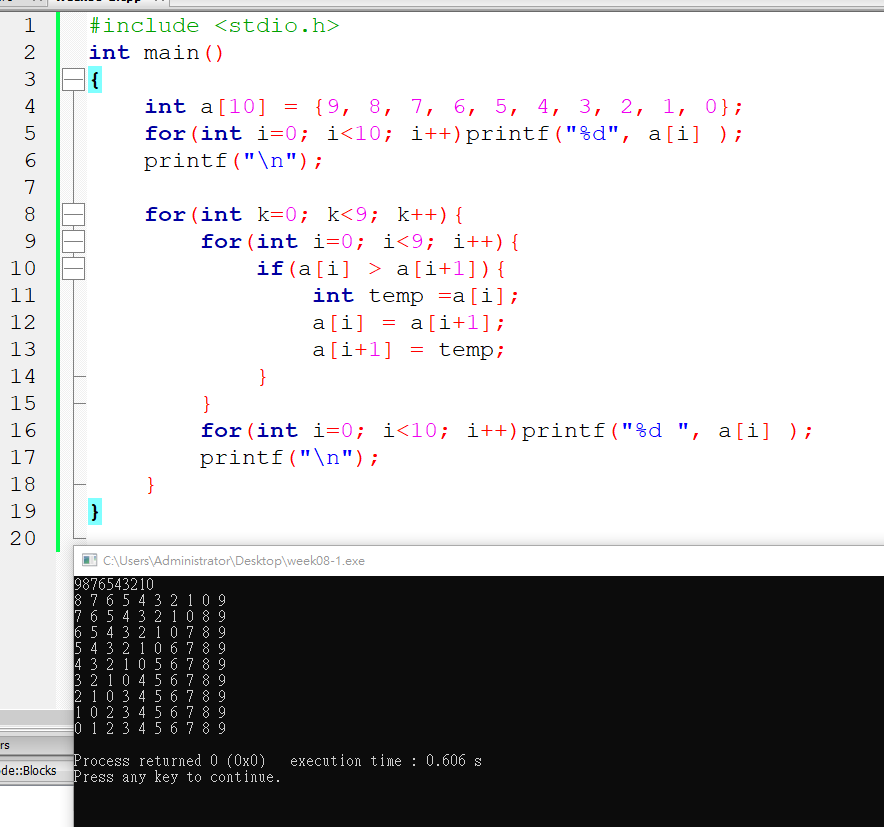 1 #include <stdio.h>
2 int main()
3 {
4 int a[10] = {9, 8, 7, 6, 5, 4, 3, 2, 1, 0};
5 for(int i=0; i<10; i++)printf("%d", a[i] );
6 printf("\n");
7
8 for(int k=0; k<9; k++){
9 for(int i=0; i<9; i++){
10 if(a[i] > a[i+1]){
11 int temp =a[i];
12 a[i] = a[i+1];
13 a[i+1] = temp;
14 }
15 }
16 for(int i=0; i<10; i++)printf("%d ", a[i] );
17 printf("\n");
18 }
19 }
20
C:\Users\Administrator\Desktop\week08-1.exe
9876543210
8 7 6 5 4 3 2 1 0 9
7 6 5 4 3 2 1 0 8 9
6 5 4 3 2 1 0 7 8 9
5 4 3 2 1 0 6 7 8 9
4 3 2 1 0 5 6 7 8 9
3 2 1 0 4 5 6 7 8 9
2 1 0 3 4 5 6 7 8 9
1 0 2 3 4 5 6 7 8 9
0 1 2 3 4 5 6 7 8 9
Process returned 0 (0x0) execution time : 0.606 s
Press any key to continue.
rs
de::Blocks